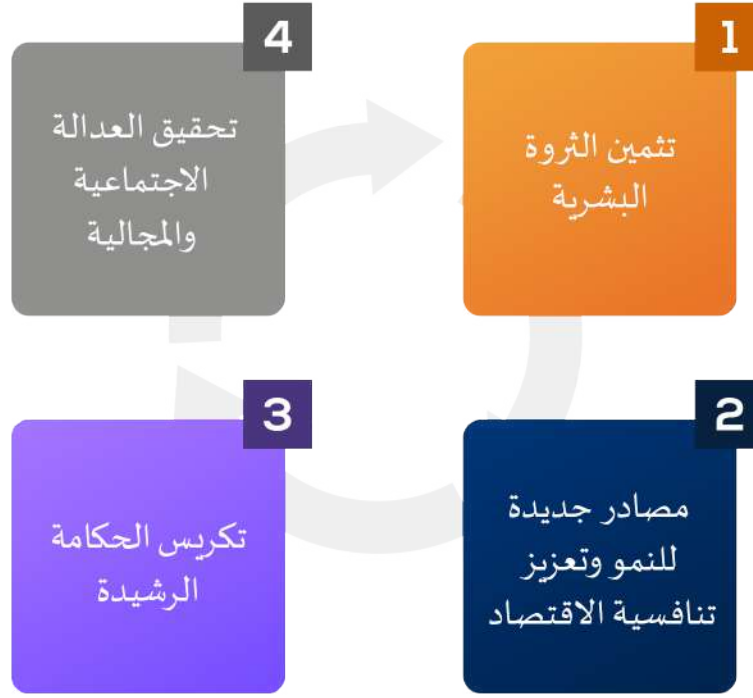 1
تثمين الثروة
البشرية
2
مصادر جديدة
للنمو وتعزيز
تنافسية الاقتصاد
3
تكريس الحكامة
الرشيدة
4
تحقيق العدالة
الاجتماعية
والمجالية